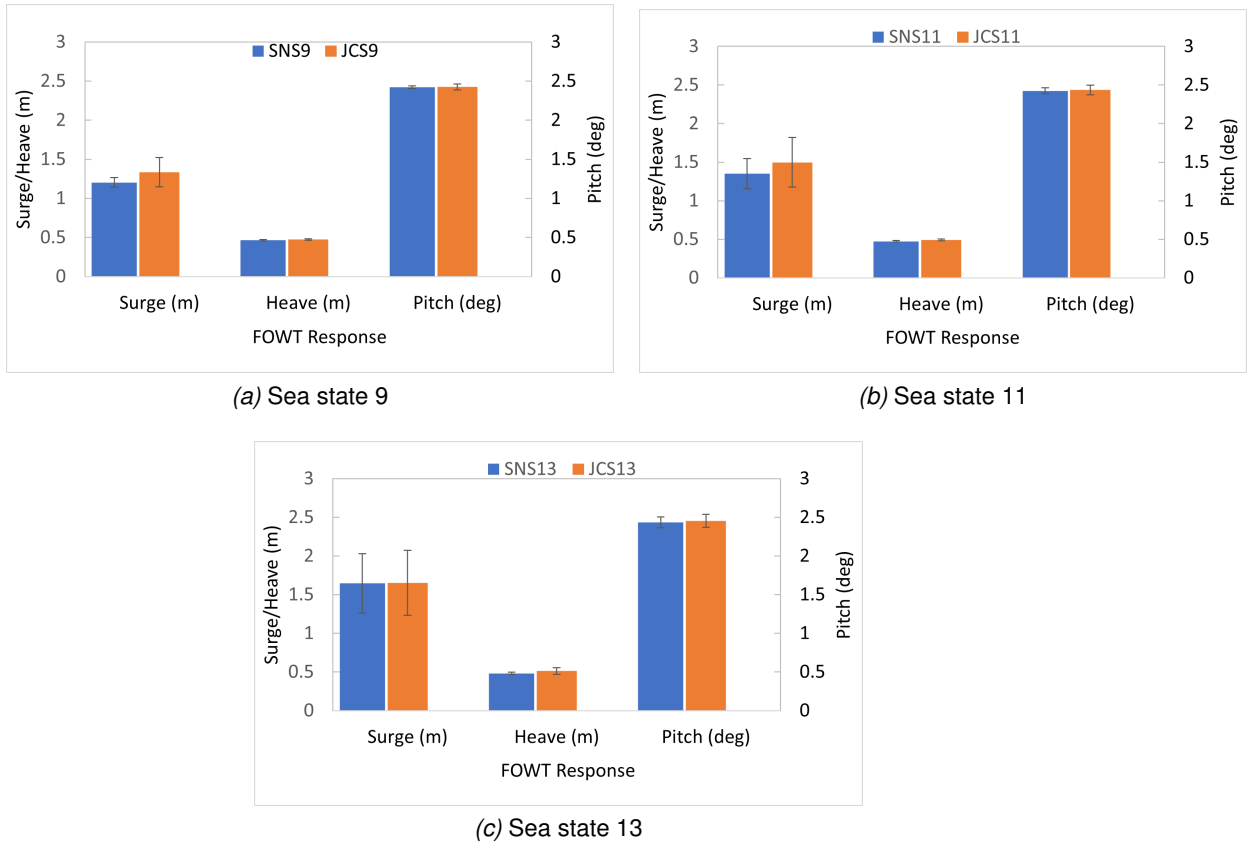 SNS9 JCS9
Surge/Heave (m)
3
2.5
2
1.5
1
0.5
0
3
2.5
2
1.5
1
0.5
0
Pitch (deg)
Surge (m) Heave (m) Pitch (deg)
FOWT Response
(a) Sea state 9
SNS11 JCS11
Surge/Heave (m)
3
2.5
2
1.5
1
0.5
0
3
2.5
2
1.5
1
0.5
0
Pitch (deg)
Surge (m) Heave (m) Pitch (deg)
FOWT Response
(b) Sea state 11
SNS13 JCS13
Surge/Heave (m)
3
2.5
2
1.5
1
0.5
0
3
2.5
2
1.5
1
0.5
0
Pitch (deg)
Surge (m) Heave (m) Pitch (deg)
FOWT Response
(c) Sea state 13